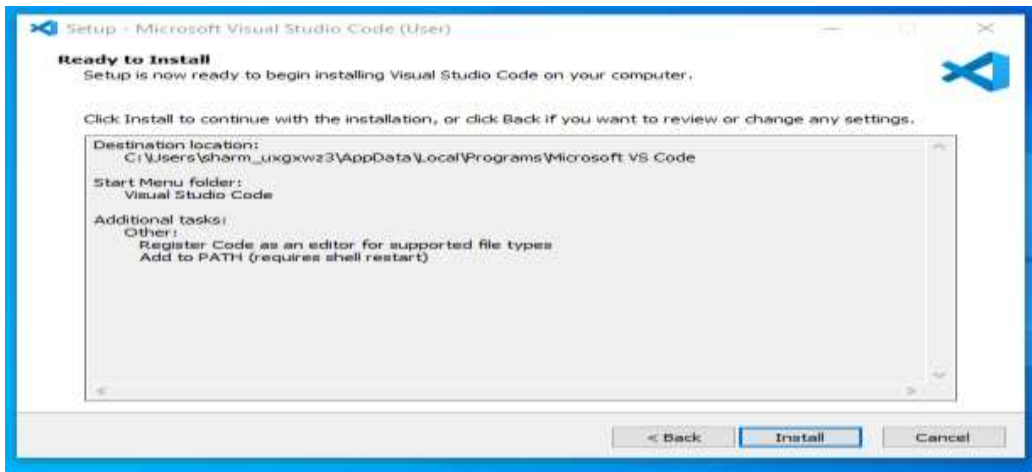 Setup - Microsoft Visual Studio Code (User)
Ready to Install
Setup is now ready to begin installing Visual Studio Code on your computer.
Click Install to continue with the installation, or click Back if you want to review or change any settings.
Destination location:
C:\Users\sharm_uxgxwz3\AppData\Local\Programs\Microsoft VS Code
Start Menu folder:
Visual Studio Code
Additional tasks:
Other:
Register Code as an editor for supported file types
Add to PATH (requires shell restart)
< Back
Install
Cancel